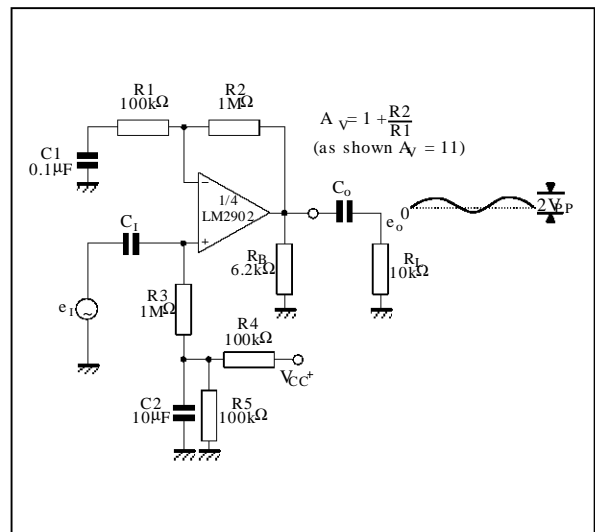 R1
100kΩ
R2
1MΩ
A V = 1 + R2
R1
(as shown A V = 11)
C1
0.1μF
1/4
LM2902
C I
C o
e o
0
2V PP
R B
6.2kΩ
R L
10kΩ
e I
~
R3
1MΩ
R4
100kΩ
V CC+
C2
10μF
R5
100kΩ